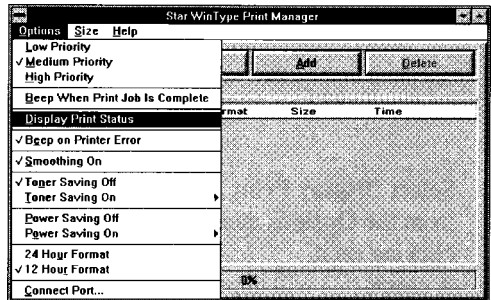 Star WinType Print Manager
Options Size Help
Low Priority
✓ Medium Priority
High Priority
Beep When Print Job Is Complete
Display Print Status
✓ Beep on Printer Error
✓ Smoothing On
✓ Toner Saving Off
Toner Saving On
Power Saving Off
Power Saving On
24 Hour Format
✓ 12 Hour Format
Connect Port...
Add Delete
rmat Size Time
0%